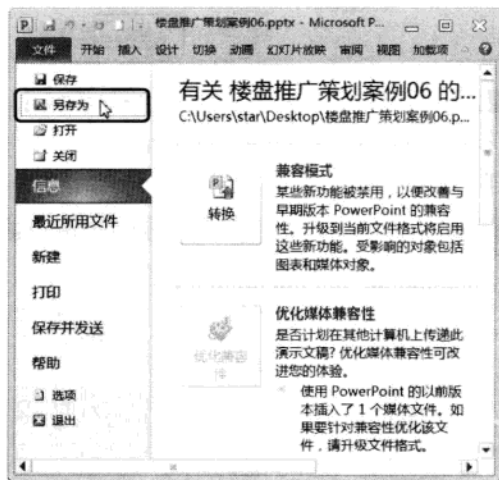 楼盘推广策划案例06.pptx - Microsoft P...
文件 开始 插入 设计 切换 动画 幻灯片放映 审阅 视图 加载项
保存
另存为
打开
关闭
信息
最近所用文件
新建
打印
保存并发送
帮助
选项
退出
有关 楼盘推广策划案例06 的...
C:\Users\star\Desktop\楼盘推广策划案例06.p...
转换
兼容模式
某些新功能被禁用，以便改善与
早期版本 PowerPoint 的兼容
性。升级到当前文件格式将启用
这些新功能。受影响的对象包括
图表和媒体对象。
优化兼容
性
优化媒体兼容性
是否计划在其他计算机上传递此
演示文稿? 优化媒体兼容性可改
进您的体验。
使用 PowerPoint 的以前版
本插入了 1 个媒体文件。如
果要针对兼容性优化该文
件，请升级文件格式。